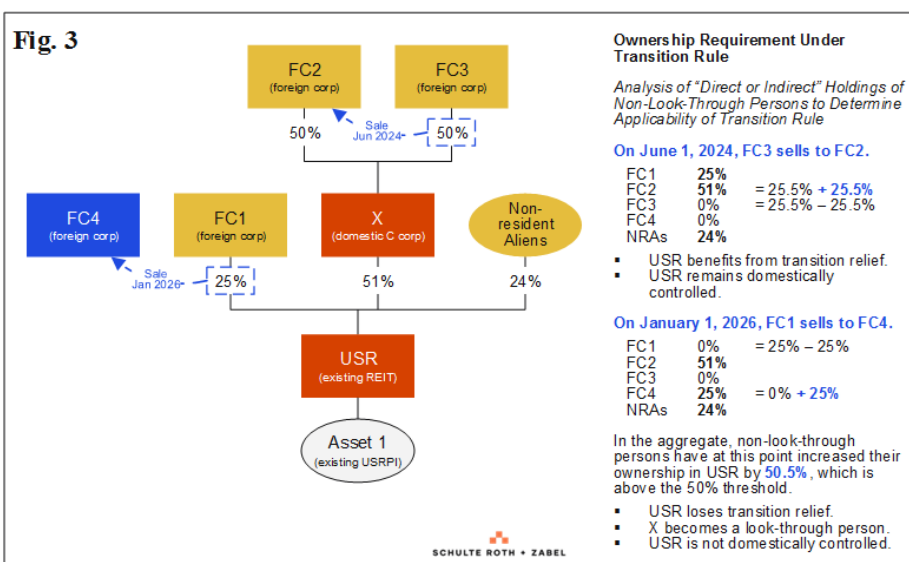 Fig. 3
FC2
(foreign corp)
FC3
(foreign corp)
50%
Sale
Jun 2024
50%
FC4
(foreign corp)
FC1
(foreign corp)
X
(domestic C corp)
Non-
resident
Aliens
Sale
Jan 2026
25%
51%
24%
USR
(existing REIT)
Asset 1
(existing USRPI)
SCHULTE ROTH + ZABEL
Ownership Requirement Under
Transition Rule
Analysis of “Direct or Indirect” Holdings of
Non-Look-Through Persons to Determine
Applicability of Transition Rule
On June 1, 2024, FC3 sells to FC2.
FC1 25%
FC2 51% = 25.5% + 25.5%
FC3 0% = 25.5% – 25.5%
FC4 0%
NRAs 24%
▪ USR benefits from transition relief.
▪ USR remains domestically
controlled.
On January 1, 2026, FC1 sells to FC4.
FC1 0% = 25% – 25%
FC2 51%
FC3 0%
FC4 25% = 0% + 25%
NRAs 24%
In the aggregate, non-look-through
persons have at this point increased their
ownership in USR by 50.5%, which is
above the 50% threshold.
▪ USR loses transition relief.
▪ X becomes a look-through person.
▪ USR is not domestically controlled.